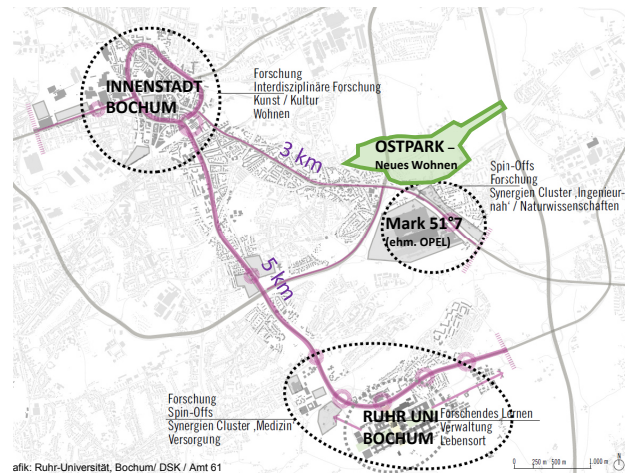 INNENSTADT
BOCHUM
Forschung
Interdisziplinäre Forschung
Kunst / Kultur
Wohnen
3 km
OSTPARK –
Neues Wohnen
Spin-Offs
Forschung
Synergien Cluster ‚Ingenieur-
nah' / Naturwissenschaften
Mark 51°7
(ehm. OPEL)
5 km
Forschung
Spin-Offs
Synergien Cluster ‚Medizin'
Versorgung
RUHR UNI
BOCHUM
Forschendes Lernen
Verwaltung
Lebensort
0 250 m 500 m 1.000 m
N
afik: Ruhr-Universität, Bochum/ DSK / Amt 61